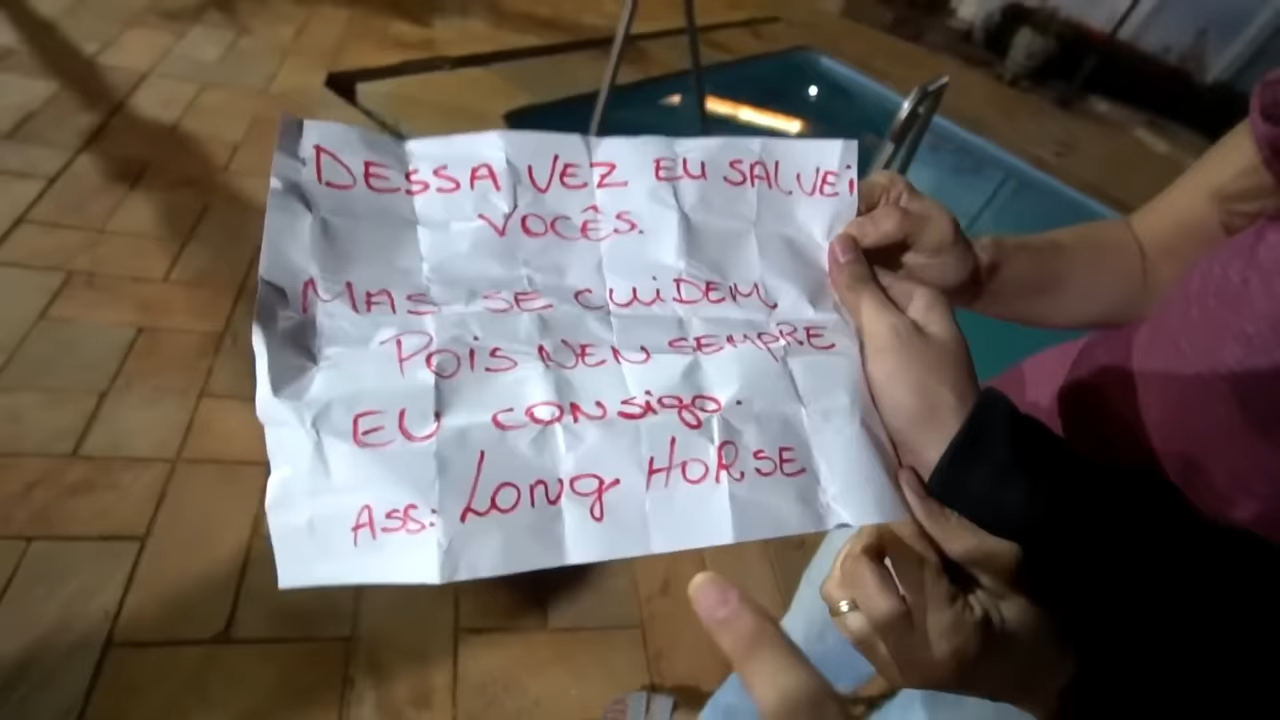 DESSA VEZ EU SALVEi
VOCÊS.
MAS SE CUiDEM,
POiS NEN SEMPRE
EU CONSigo.
ASS: Long HORSE